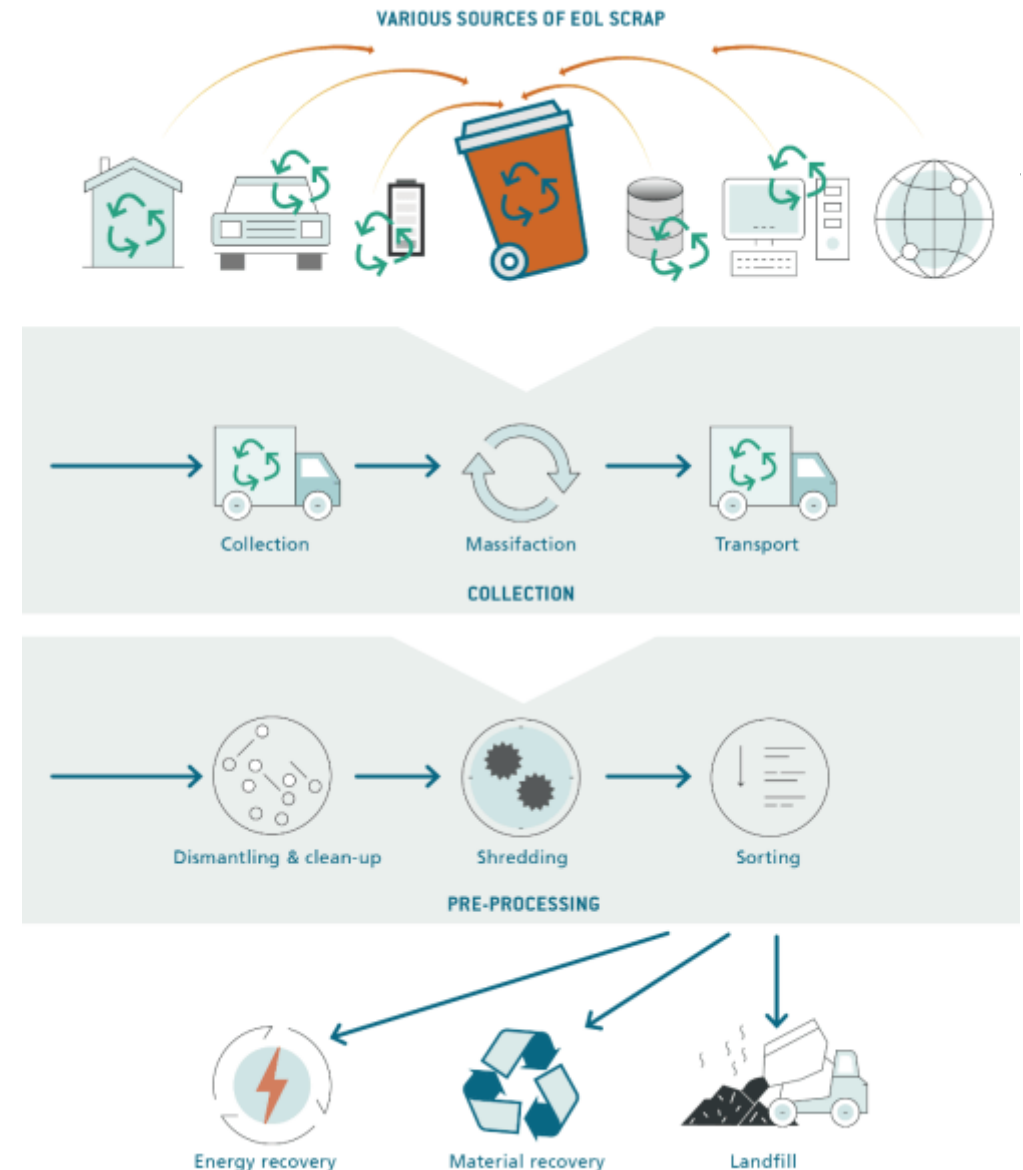 VARIOUS SOURCES OF EOL SCRAP
Collection
Massifaction
Transport
COLLECTION
Dismantling & clean-up
Shredding
Sorting
PRE-PROCESSING
Energy recovery
Material recovery
Landfill